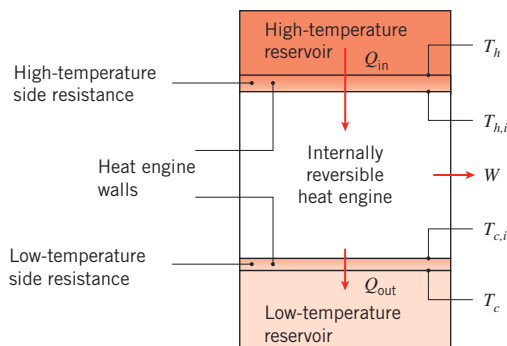 High-temperature
reservoir
Q_in
T_h
High-temperature
side resistance
T_h,i
Heat engine
walls
Internally
reversible
heat engine
W
T_c,i
Low-temperature
side resistance
Q_out
T_c
Low-temperature
reservoir